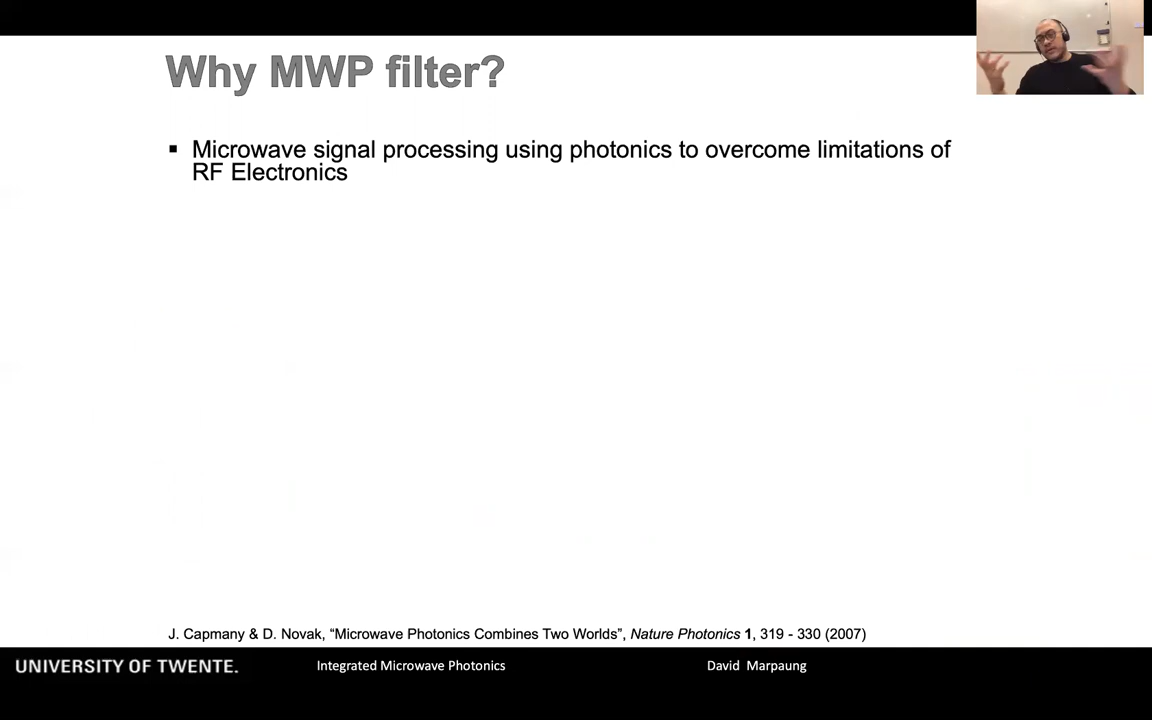 Why MWP filter?
▪ Microwave signal processing using photonics to overcome limitations of
RF Electronics
J. Capmany & D. Novak, “Microwave Photonics Combines Two Worlds”, Nature Photonics 1, 319 - 330 (2007)
UNIVERSITY OF TWENTE. Integrated Microwave Photonics David Marpaung